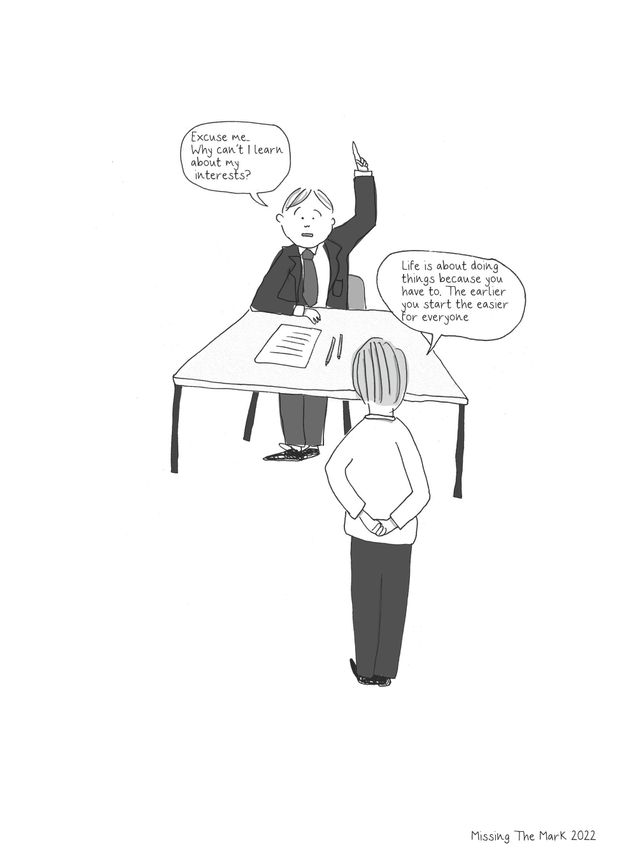 Excuse me..
Why can't I learn
about my
interests?
Life is about doing
things because you
have to. The earlier
you start the easier
for everyone
Missing The Mark 2022